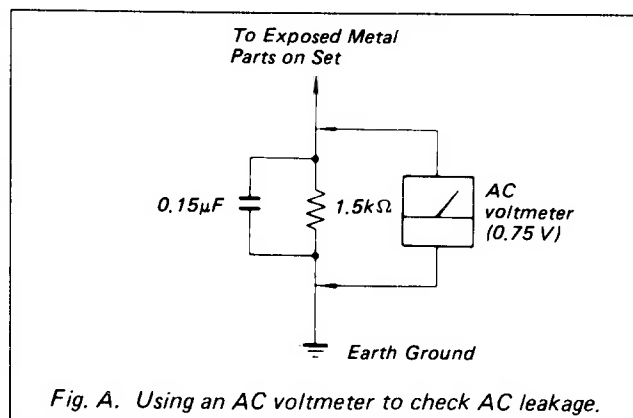 To Exposed Metal
Parts on Set
0.15μF
1.5kΩ
AC
voltmeter
(0.75 V)
Earth Ground
Fig. A. Using an AC voltmeter to check AC leakage.